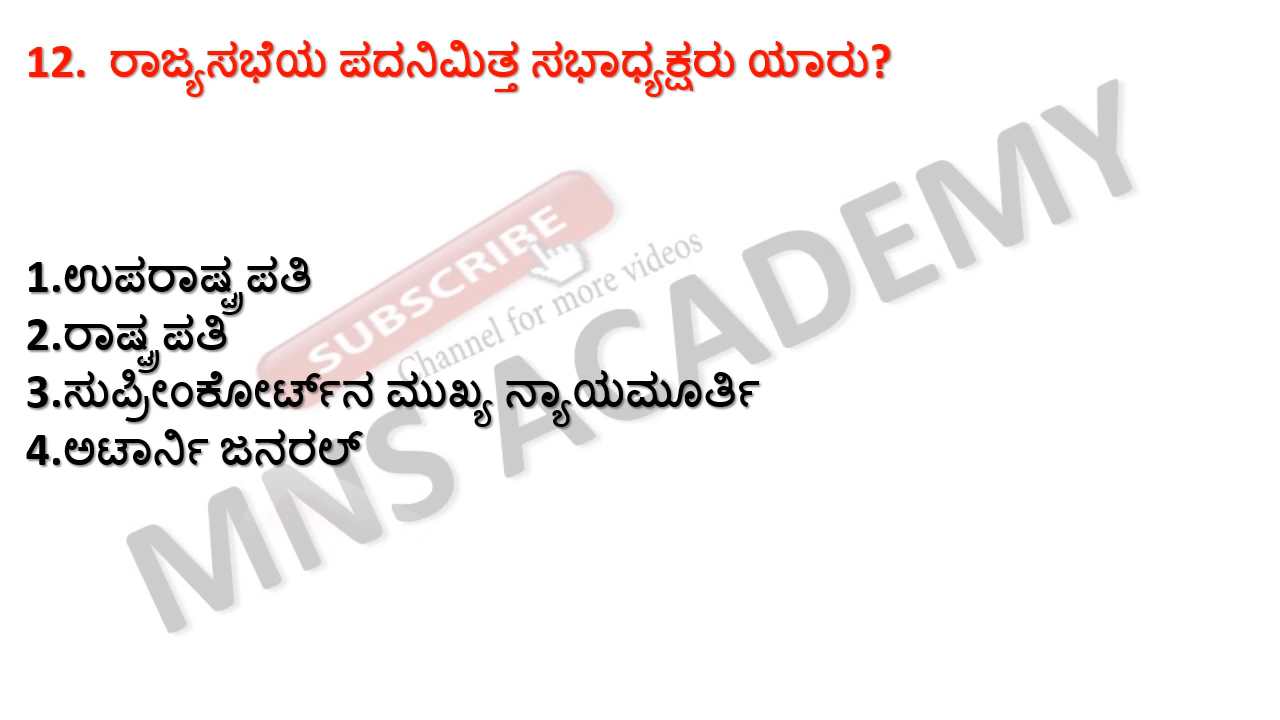 12. ರಾಜ್ಯಸಭೆಯ ಪದನಿಮಿತ್ತ ಸಭಾಧ್ಯಕ್ಷರು ಯಾರು?
SUBSCRIBE
Channel for more videos
MNS ACADEMY
1.ಉಪರಾಷ್ಟ್ರಪತಿ
2.ರಾಷ್ಟ್ರಪತಿ
3.ಸುಪ್ರೀಂಕೋರ್ಟ್‌ನ ಮುಖ್ಯ ನ್ಯಾಯಮೂರ್ತಿ
4.ಅಟಾರ್ನಿ ಜನರಲ್